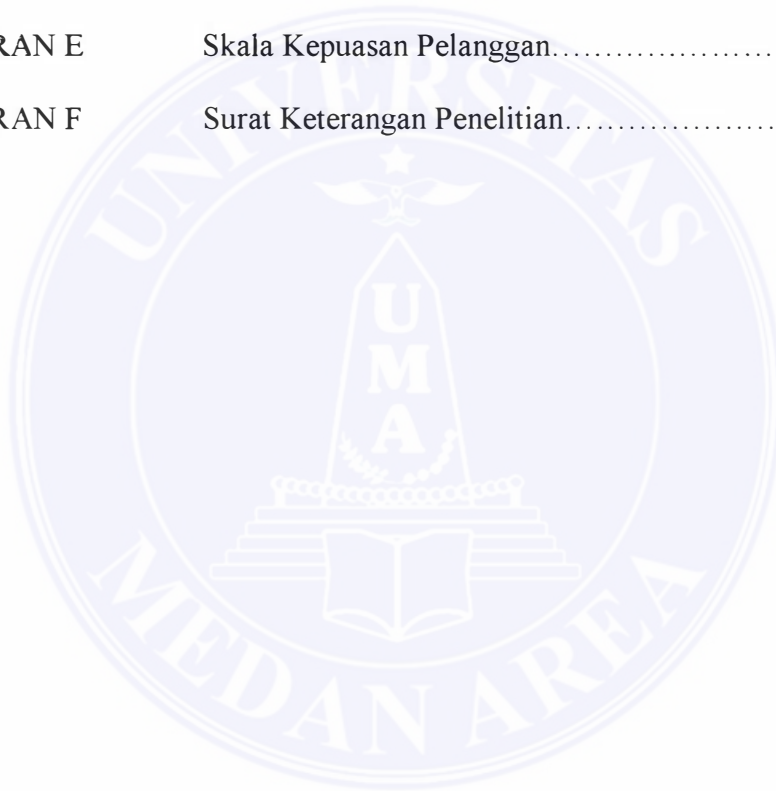 RAN E Skala Kepuasan Pelanggan.....................
RAN F Surat Keterangan Penelitian....................
UNIVERSITAS
U
M
A
MEDAN AREA